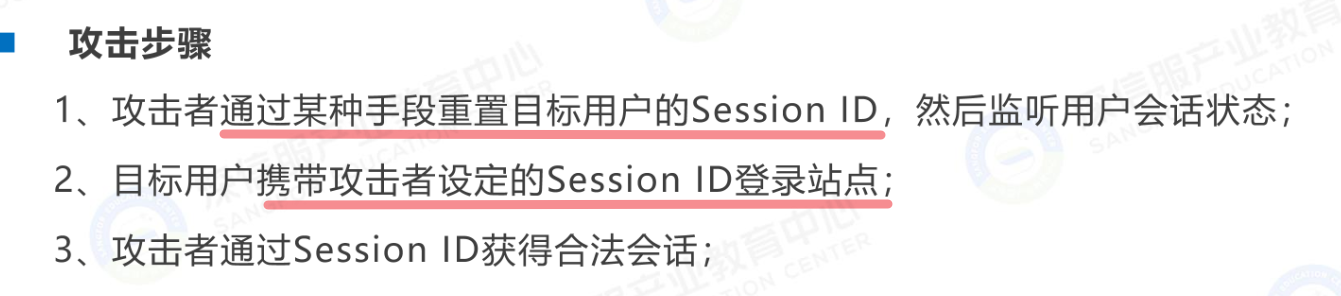 攻击步骤
1、攻击者通过某种手段重置目标用户的Session ID，然后监听用户会话状态；
2、目标用户携带攻击者设定的Session ID登录站点；
3、攻击者通过Session ID获得合法会话；